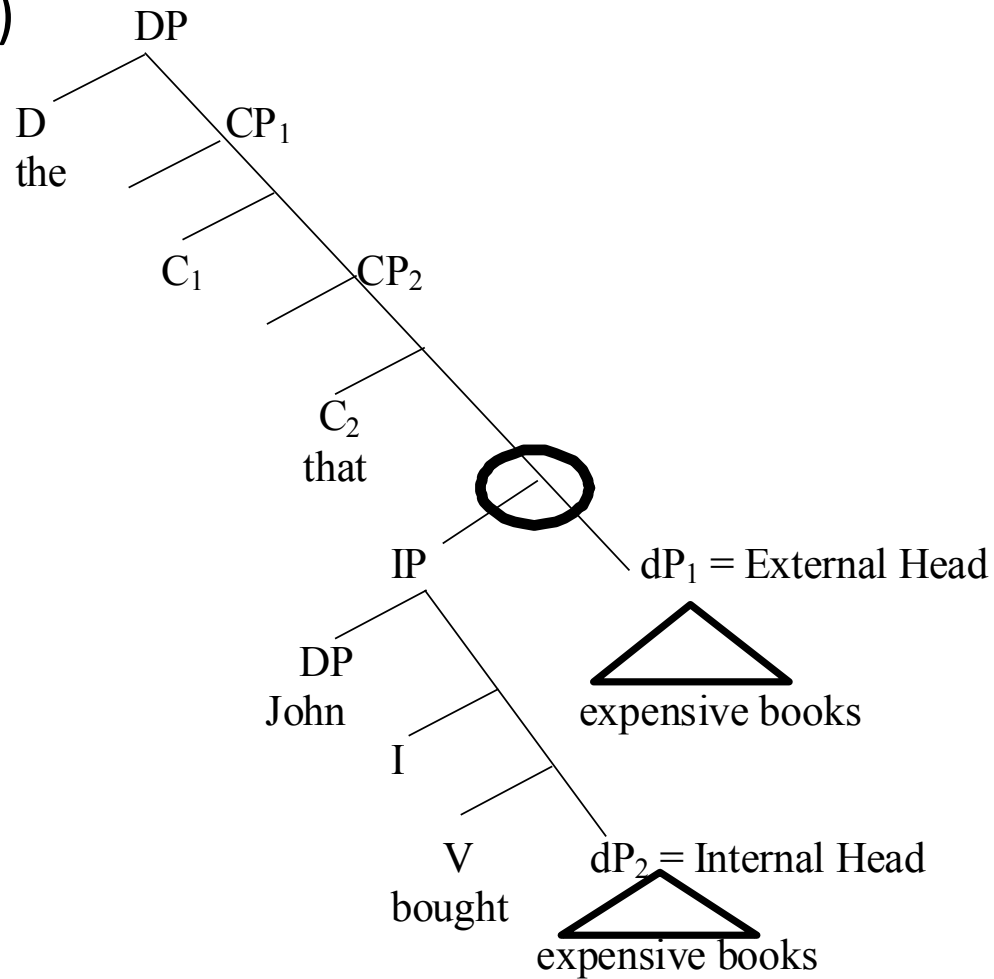 )
DP
D
the
CP₁
C₁
CP₂
C₂
that
IP
dP₁ = External Head
expensive books
DP
John
I
V
bought
dP₂ = Internal Head
expensive books